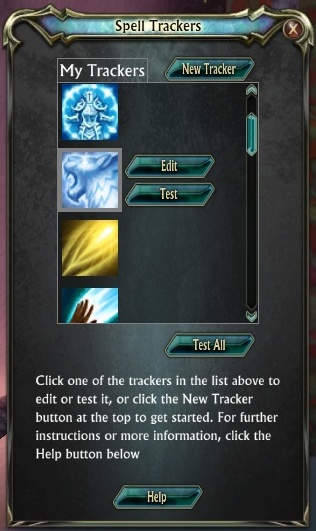 Spell Trackers
My Trackers
New Tracker
Edit
Test
Test All
Click one of the trackers in the list above to
edit or test it, or click the New Tracker
button at the top to get started. For further
instructions or more information, click the
Help button below
Help